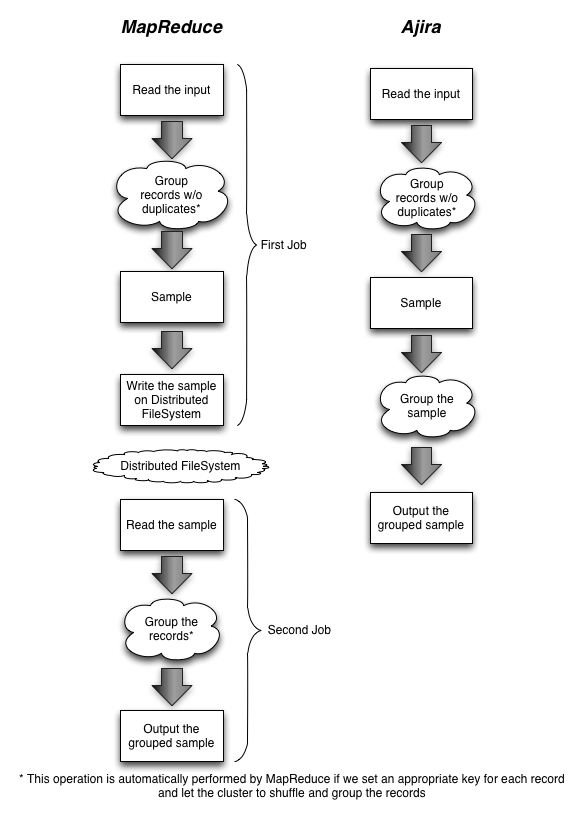 MapReduce
Read the input
Group
records w/o
duplicates*
Sample
Write the sample
on Distributed
FileSystem
First Job
Distributed FileSystem
Read the sample
Group the
records*
Output the
grouped sample
Second Job
Ajira
Read the input
Group
records w/o
duplicates*
Sample
Group the
sample
Output the
grouped sample
* This operation is automatically performed by MapReduce if we set an appropriate key for each record
and let the cluster to shuffle and group the records